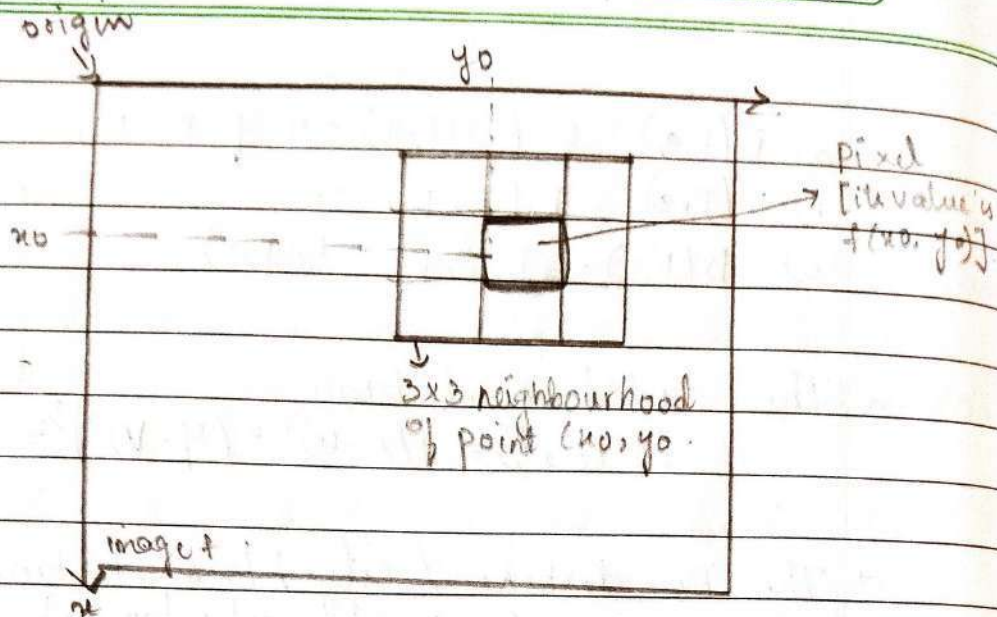 origin
y0
pixel
[its value is
f(x0, y0)]
x0
3x3 neighbourhood
of point (x0, y0.
image f
x